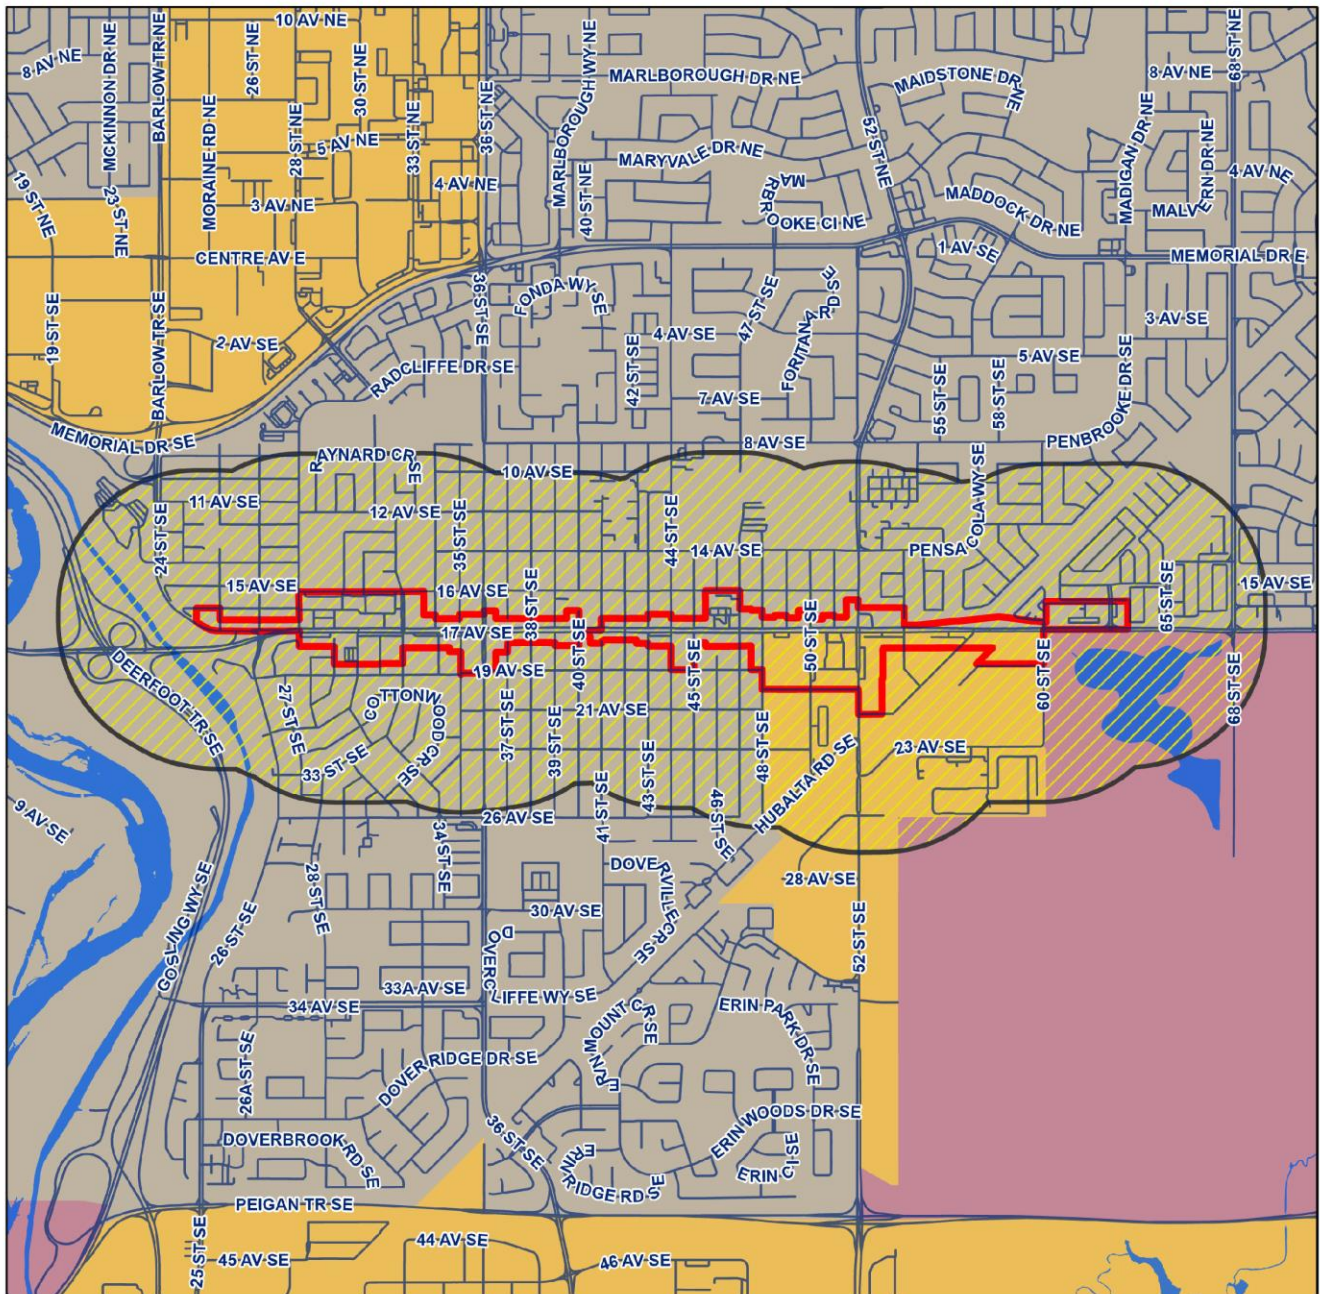 10 AV NE
8 AV NE
MCKINNON DR NE
BARLOW TR NE
MORAINE RD NE
26 ST NE
28 ST NE
30 ST NE
5 AV NE
33 ST NE
36 ST NE
MARLBOROUGH WY NE
MARLBOROUGH DR NE
MAIDSTONE DR NE
8 AV NE
68 ST NE
MARYVALE DR NE
52 ST NE
MADIGAN DR NE
4 AV NE
40 ST NE
MARBROOKE CI NE
MADDOCK DR NE
MALVERN DR NE
4 AV NE
19 ST NE
23 ST NE
3 AV NE
CENTRE AV E
1 AV SE
MEMORIAL DR E
19 ST SE
BARLOW TR SE
2 AV SE
36 ST SE
FONDA WY SE
4 AV SE
47 ST SE
FORITANA RD SE
3 AV SE
5 AV SE
RADCLIFFE DR SE
42 ST SE
7 AV SE
55 ST SE
58 ST SE
PENBROOKE DR SE
MEMORIAL DR SE
8 AV SE
RAYNARD CR SE
10 AV SE
11 AV SE
12 AV SE
24 ST SE
35 ST SE
44 ST SE
14 AV SE
PENSACOLA WY SE
15 AV SE
16 AV SE
38 ST SE
65 ST SE
15 AV SE
17 AV SE
50 ST SE
DEERFOOT TR SE
19 AV SE
40 ST SE
45 ST SE
60 ST SE
68 ST SE
27 ST SE
COTTONWOOD CR SE
21 AV SE
37 ST SE
39 ST SE
48 ST SE
23 AV SE
33 ST SE
43 ST SE
HUBALTA RD SE
9 AV SE
26 AV SE
41 ST SE
46 ST SE
34 ST SE
28 ST SE
DOVERVILLE CR SE
28 AV SE
GOSLING WY SE
26 ST SE
30 AV SE
52 ST SE
DOVERCLIFFE WY SE
33A AV SE
34 AV SE
ERIN MOUNT CR SE
ERIN PARK DR SE
26A ST SE
DOVER RIDGE DR SE
DOVERBROOK RD SE
36 ST SE
ERIN WOODS DR SE
ERIN CI SE
ERIN RIDGE RD SE
PEIGAN TR SE
25 ST SE
45 AV SE
44 AV SE
46 AV SE